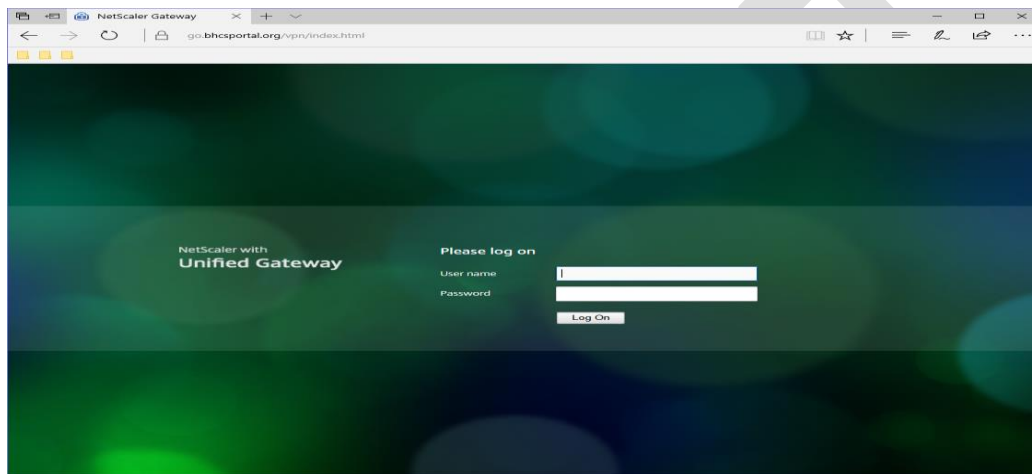 NetScaler Gateway
go.bhcsportal.org/vpn/index.html
NetScaler with
Unified Gateway
Please log on
User name
Password
Log On